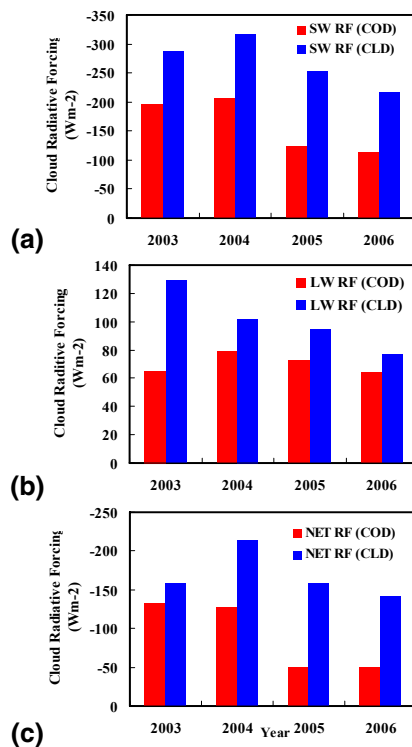 -350
-300
-250
-200
-150
-100
-50
0
Cloud Radiative Forcing
(Wm-2)
SW RF (COD)
SW RF (CLD)
2003 2004 2005 2006
(a)
140
120
100
80
60
40
20
0
Cloud Raditive Forcing
(Wm-2)
LW RF (COD)
LW RF (CLD)
2003 2004 2005 2006
(b)
-250
-200
-150
-100
-50
0
Cloud Radiative Forcing
(Wm-2)
NET RF (COD)
NET RF (CLD)
2003 2004 2005 2006
Year
(c)